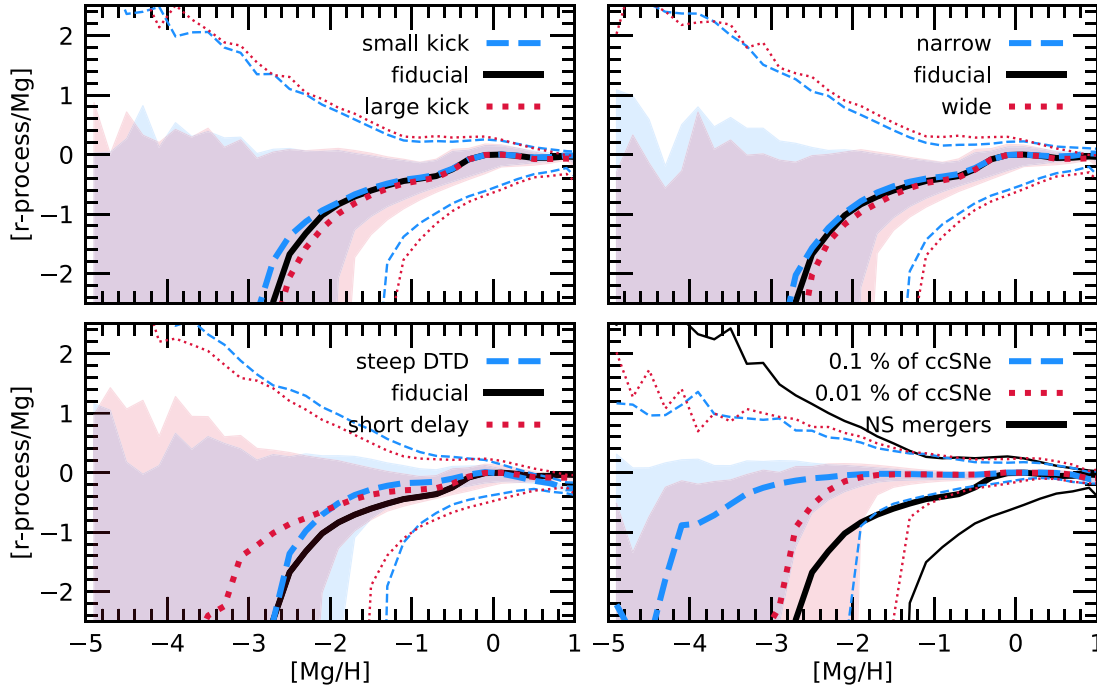 2
1
0
−1
−2
[r-process/Mg]
small kick
fiducial
large kick
narrow
fiducial
wide
2
1
0
−1
−2
[r-process/Mg]
steep DTD
fiducial
short delay
0.1 % of ccSNe
0.01 % of ccSNe
NS mergers
−5 −4 −3 −2 −1 0 1
−4 −3 −2 −1 0 1
[Mg/H]
[Mg/H]